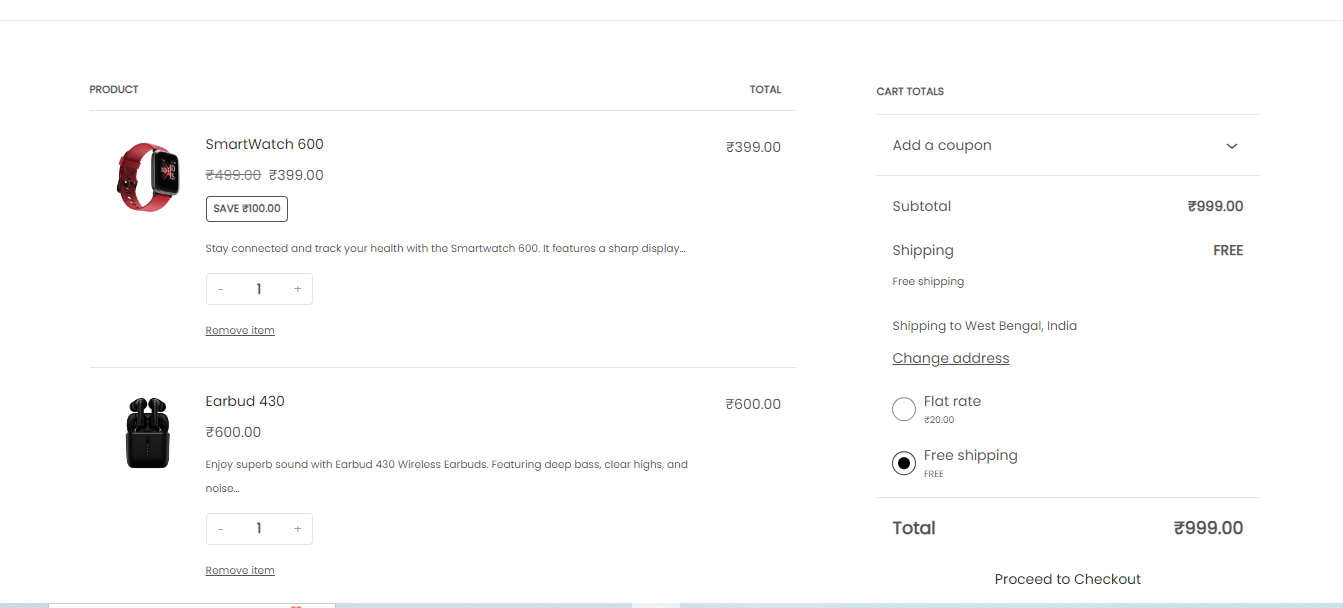 PRODUCT TOTAL
SmartWatch 600 ₹399.00
₹499.00 ₹399.00
SAVE ₹100.00
Stay connected and track your health with the Smartwatch 600. It features a sharp display…
- 1 +
Remove item
Earbud 430 ₹600.00
₹600.00
Enjoy superb sound with Earbud 430 Wireless Earbuds. Featuring deep bass, clear highs, and
noise…
- 1 +
Remove item
CART TOTALS
Add a coupon
Subtotal ₹999.00
Shipping FREE
Free shipping
Shipping to West Bengal, India
Change address
Flat rate
₹20.00
Free shipping
FREE
Total ₹999.00
Proceed to Checkout